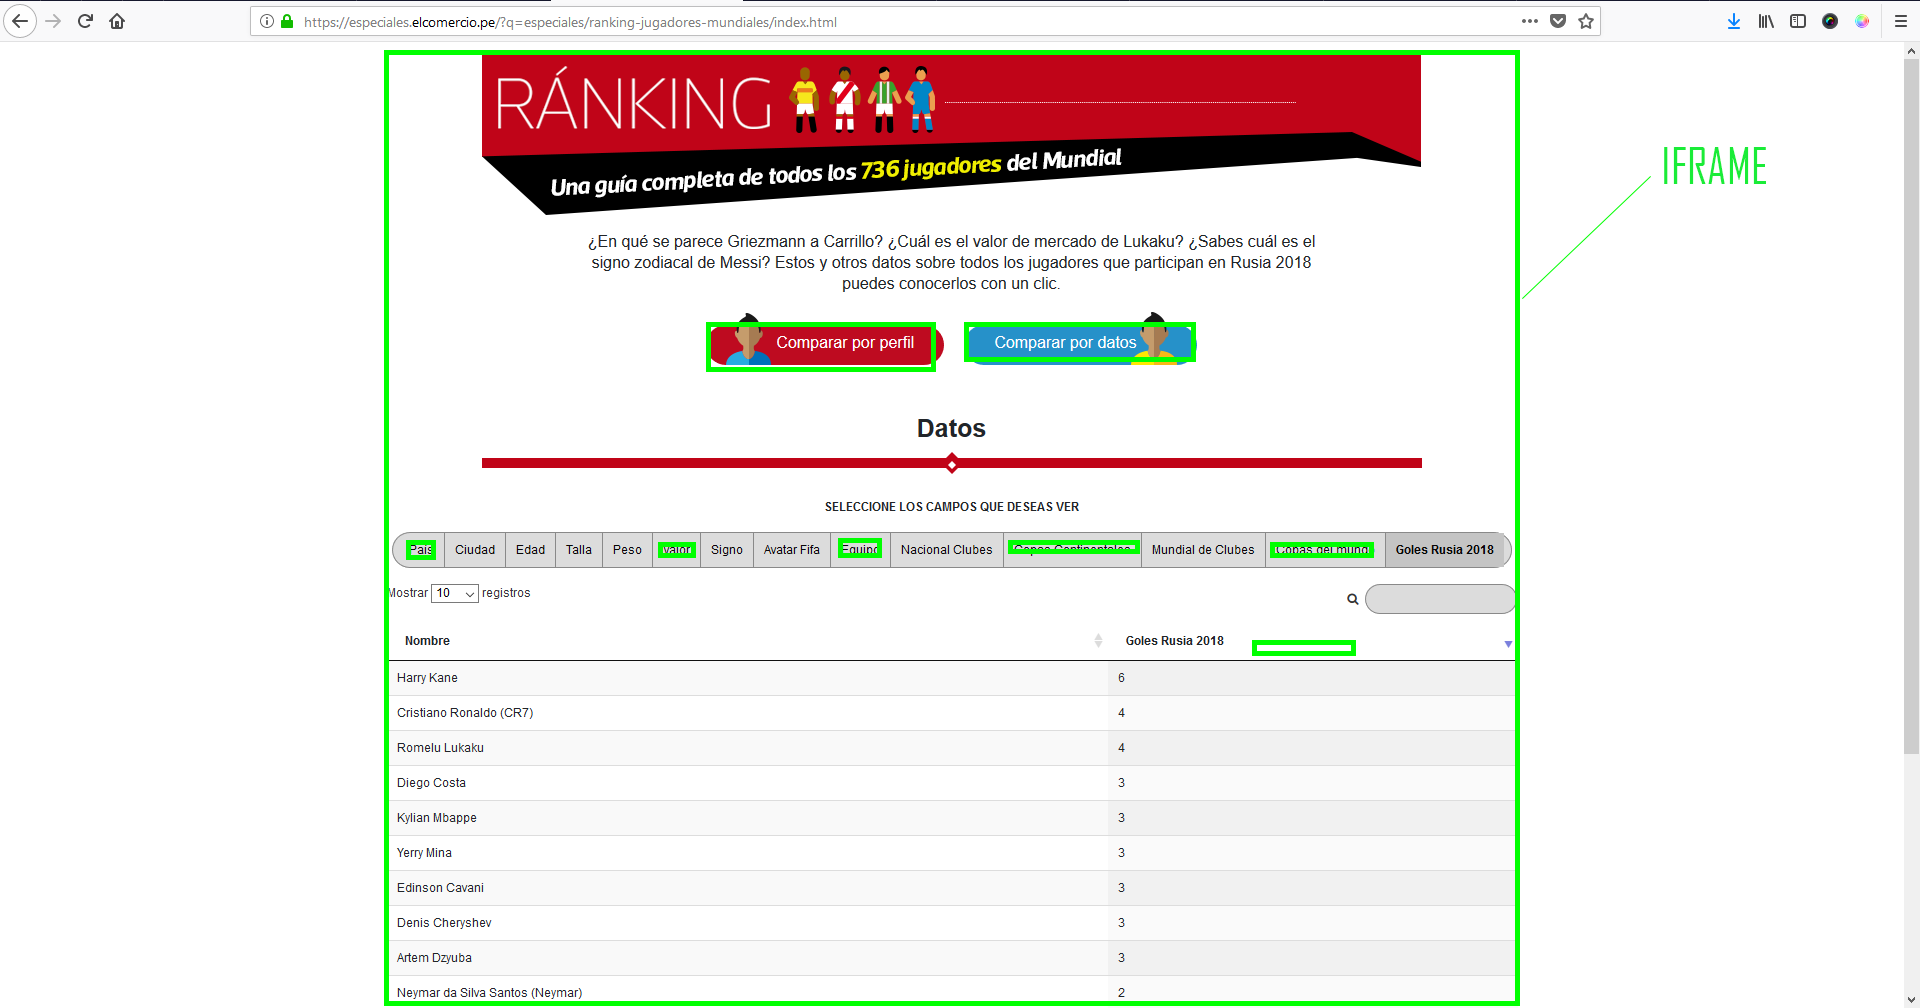 https://especiales.elcomercio.pe/?q=especiales/ranking-jugadores-mundiales/index.html
RÁNKING
Una guía completa de todos los 736 jugadores del Mundial
IFRAME
¿En qué se parece Griezmann a Carrillo? ¿Cuál es el valor de mercado de Lukaku? ¿Sabes cuál es el
signo zodiacal de Messi? Estos y otros datos sobre todos los jugadores que participan en Rusia 2018
puedes conocerlos con un clic.
Comparar por perfil
Comparar por datos
Datos
SELECCIONE LOS CAMPOS QUE DESEAS VER
País Ciudad Edad Talla Peso Valor Signo Avatar Fifa Equipo Nacional Clubes Copas Continentales Mundial de Clubes Copas del mundo Goles Rusia 2018
Mostrar 10 registros
Nombre Goles Rusia 2018
Harry Kane 6
Cristiano Ronaldo (CR7) 4
Romelu Lukaku 4
Diego Costa 3
Kylian Mbappe 3
Yerry Mina 3
Edinson Cavani 3
Denis Cheryshev 3
Artem Dzyuba 3
Neymar da Silva Santos (Neymar) 2